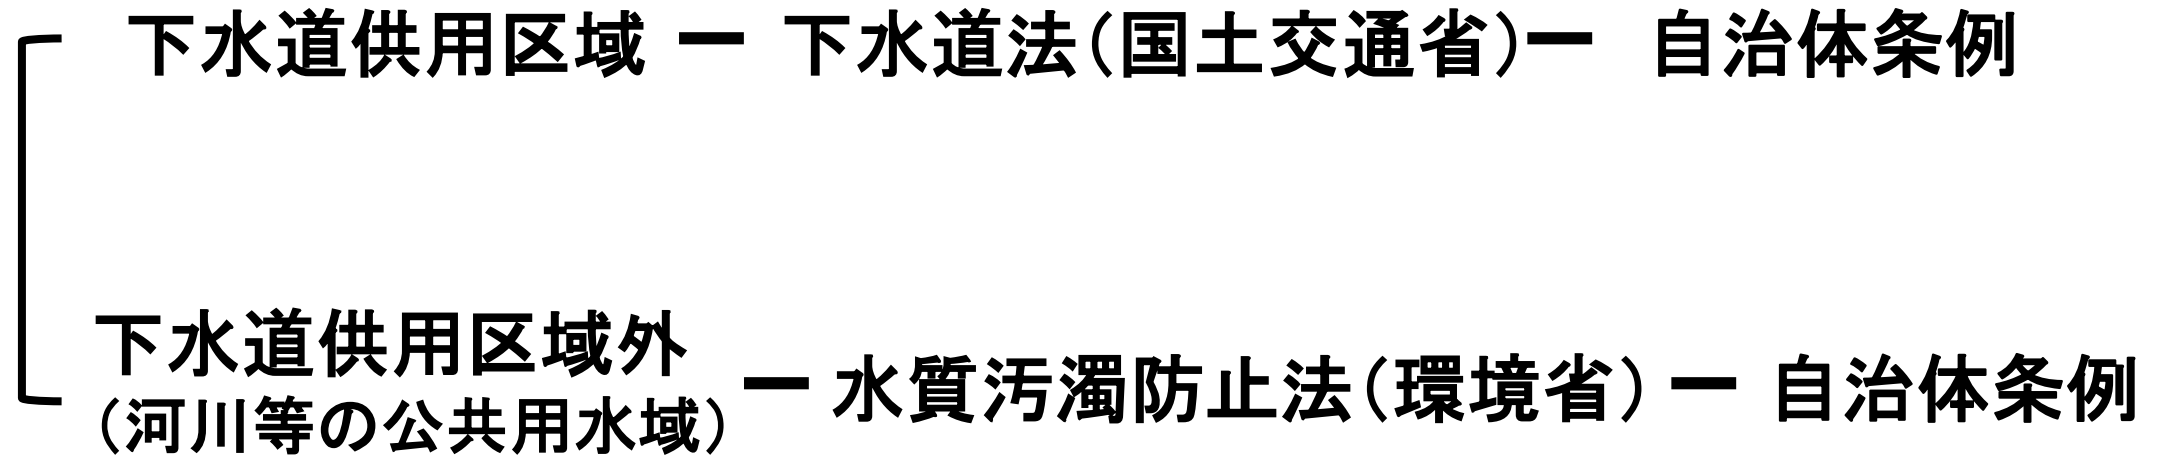 下水道供用区域 ー 下水道法(国土交通省)ー 自治体条例
下水道供用区域外
(河川等の公共用水域)
ー 水質汚濁防止法(環境省) ー 自治体条例